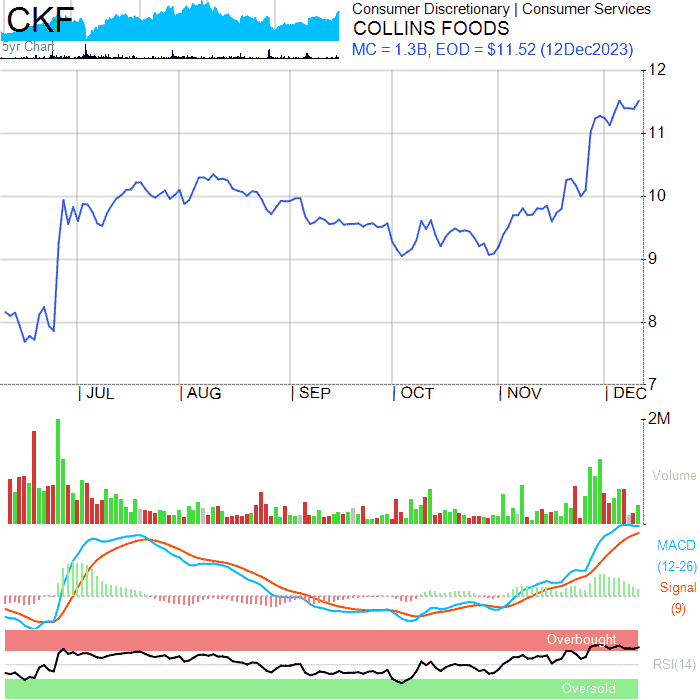 CKF
5yr Chart
Consumer Discretionary | Consumer Services
COLLINS FOODS
MC = 1.3B, EOD = $11.52 (12Dec2023)
12
11
10
9
8
7
| JUL | AUG | SEP | OCT | NOV | DEC
2M
Volume
MACD
(12-26)
Signal
(9)
Overbought
RSI(14)
Oversold